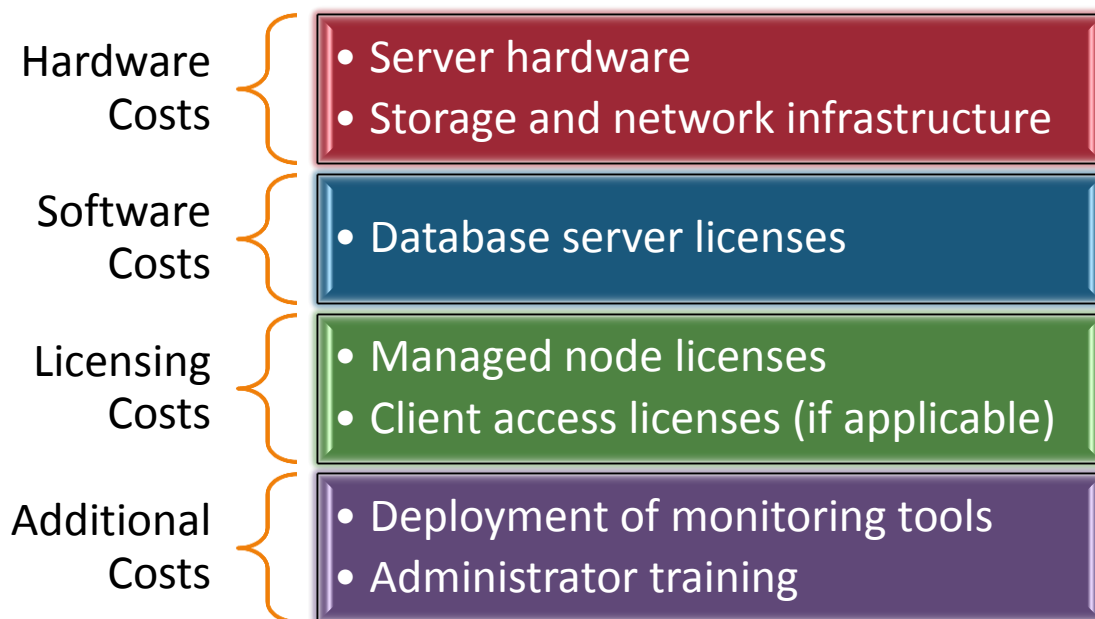 Hardware
Costs
• Server hardware
• Storage and network infrastructure
Software
Costs
• Database server licenses
Licensing
Costs
• Managed node licenses
• Client access licenses (if applicable)
Additional
Costs
• Deployment of monitoring tools
• Administrator training